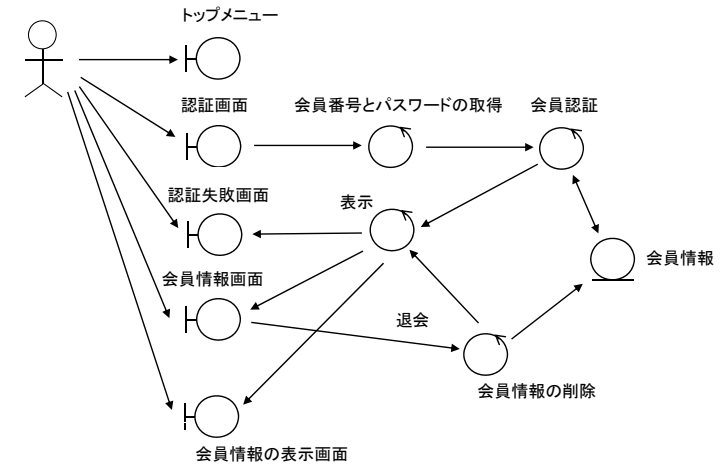 トップメニュー
認証画面
会員番号とパスワードの取得
会員認証
認証失敗画面
表示
会員情報
会員情報画面
退会
会員情報の削除
会員情報の表示画面